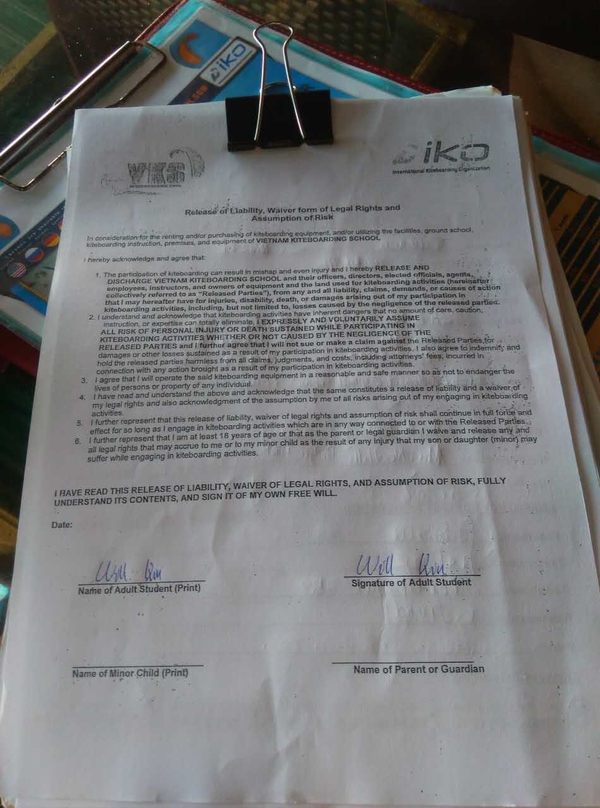 iko
VKS
iko
International Kiteboarding Organization
Release of Liability, Waiver form of Legal Rights and
Assumption of Risk
In consideration for the renting and/or purchasing of kiteboarding equipment, and/or utilizing the facilities, ground school,
kiteboarding instruction, premises, and equipment of VIETNAM KITEBOARDING SCHOOL
I hereby acknowledge and agree that:
1. The participation of kiteboarding can result in mishap and even injury and I hereby RELEASE AND
DISCHARGE VIETNAM KITEBOARDING SCHOOL and their officers, directors, elected officials, agents,
employees, instructors, and owners of equipment and the land used for kiteboarding activities (hereinafter
collectively referred to as "Released Parties"), from any and all liability, claims, demands, or causes of action
that I may hereafter have for injuries, disability, death, or damages arising out of my participation in
kiteboarding activities, including, but not limited to, losses caused by the negligence of the released parties.
2. I understand and acknowledge that kiteboarding activities have inherent dangers that no amount of care, caution,
instruction, or expertise can totally eliminate. I EXPRESSLY AND VOLUNTARILY ASSUME
ALL RISK OF PERSONAL INJURY OR DEATH SUSTAINED WHILE PARTICIPATING IN
KITEBOARDING ACTIVITIES WHETHER OR NOT CAUSED BY THE NEGLIGENCE OF THE
RELEASED PARTIES and I further agree that I will not sue or make a claim against the Released Parties for
damages or other losses sustained as a result of my participation in kiteboarding activities. I also agree to indemnify and
hold the released parties harmless from all claims, judgments, and costs, including attorneys' fees, incurred in
connection with any action brought as a result of my participation in kiteboarding activities.
3. I agree that I will operate the said kiteboarding equipment in a reasonable and safe manner so as not to endanger the
lives of persons or property of any individual.
4. I have read and understand the above and acknowledge that the same constitutes a release of liability and a waiver of
my legal rights and also acknowledgment of the assumption by me of all risks arising out of my engaging in kiteboarding
activities.
5. I further represent that this release of liability, waiver of legal rights and assumption of risk shall continue in full force and
effect for so long as I engage in kiteboarding activities which are in any way connected to or with the Released Parties.
6. I further represent that I am at least 18 years of age or that as the parent or legal guardian I waive and release any and
all legal rights that may accrue to me or to my minor child as the result of any injury that my son or daughter (minor) may
suffer while engaging in kiteboarding activities.
I HAVE READ THIS RELEASE OF LIABILITY, WAIVER OF LEGAL RIGHTS, AND ASSUMPTION OF RISK, FULLY
UNDERSTAND ITS CONTENTS, AND SIGN IT OF MY OWN FREE WILL.
Date:
Will
Will
Name of Adult Student (Print)
Signature of Adult Student
Name of Minor Child (Print)
Name of Parent or Guardian